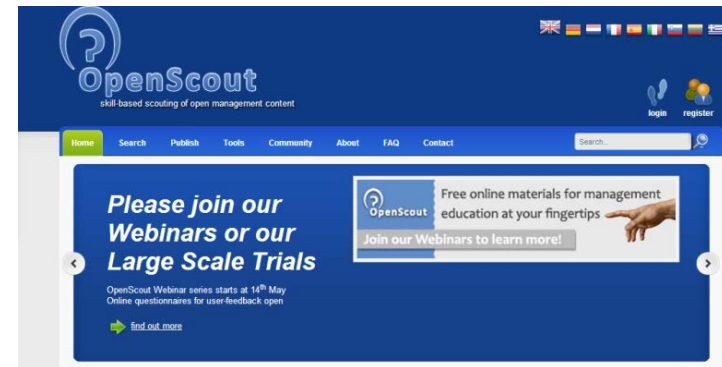 OpenScout
skill-based scouting of open management content
login register
Home Search Publish Tools Community About FAQ Contact
Search..
Please join our
Webinars or our
Large Scale Trials
OpenScout Webinar series starts at 14th May
Online questionnaires for user-feedback open
find out more
OpenScout
Free online materials for management
education at your fingertips
Join our Webinars to learn more!